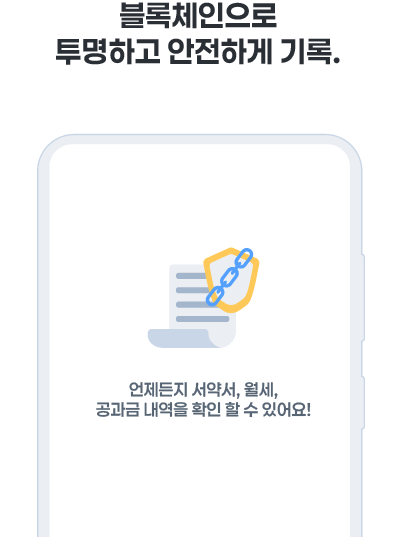 블록체인으로
투명하고 안전하게 기록.
언제든지 서약서, 월세,
공과금 내역을 확인 할 수 있어요!